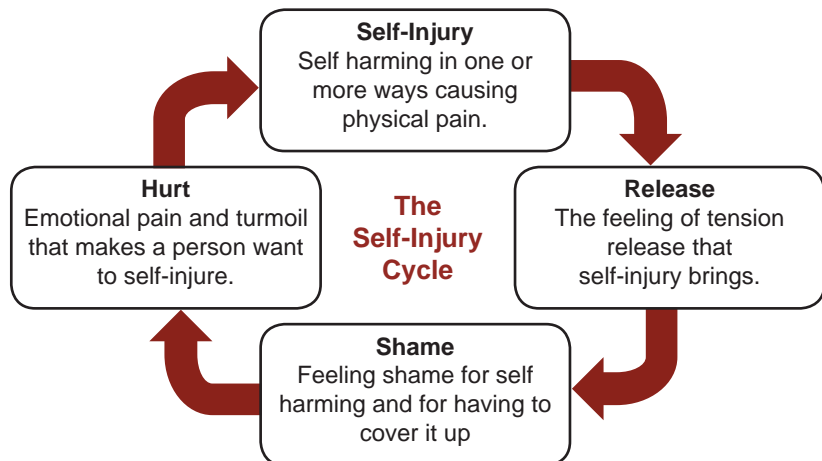 Self-Injury
Self harming in one or
more ways causing
physical pain.
Hurt
Emotional pain and turmoil
that makes a person want
to self-injure.
The
Self-Injury
Cycle
Release
The feeling of tension
release that
self-injury brings.
Shame
Feeling shame for self
harming and for having to
cover it up